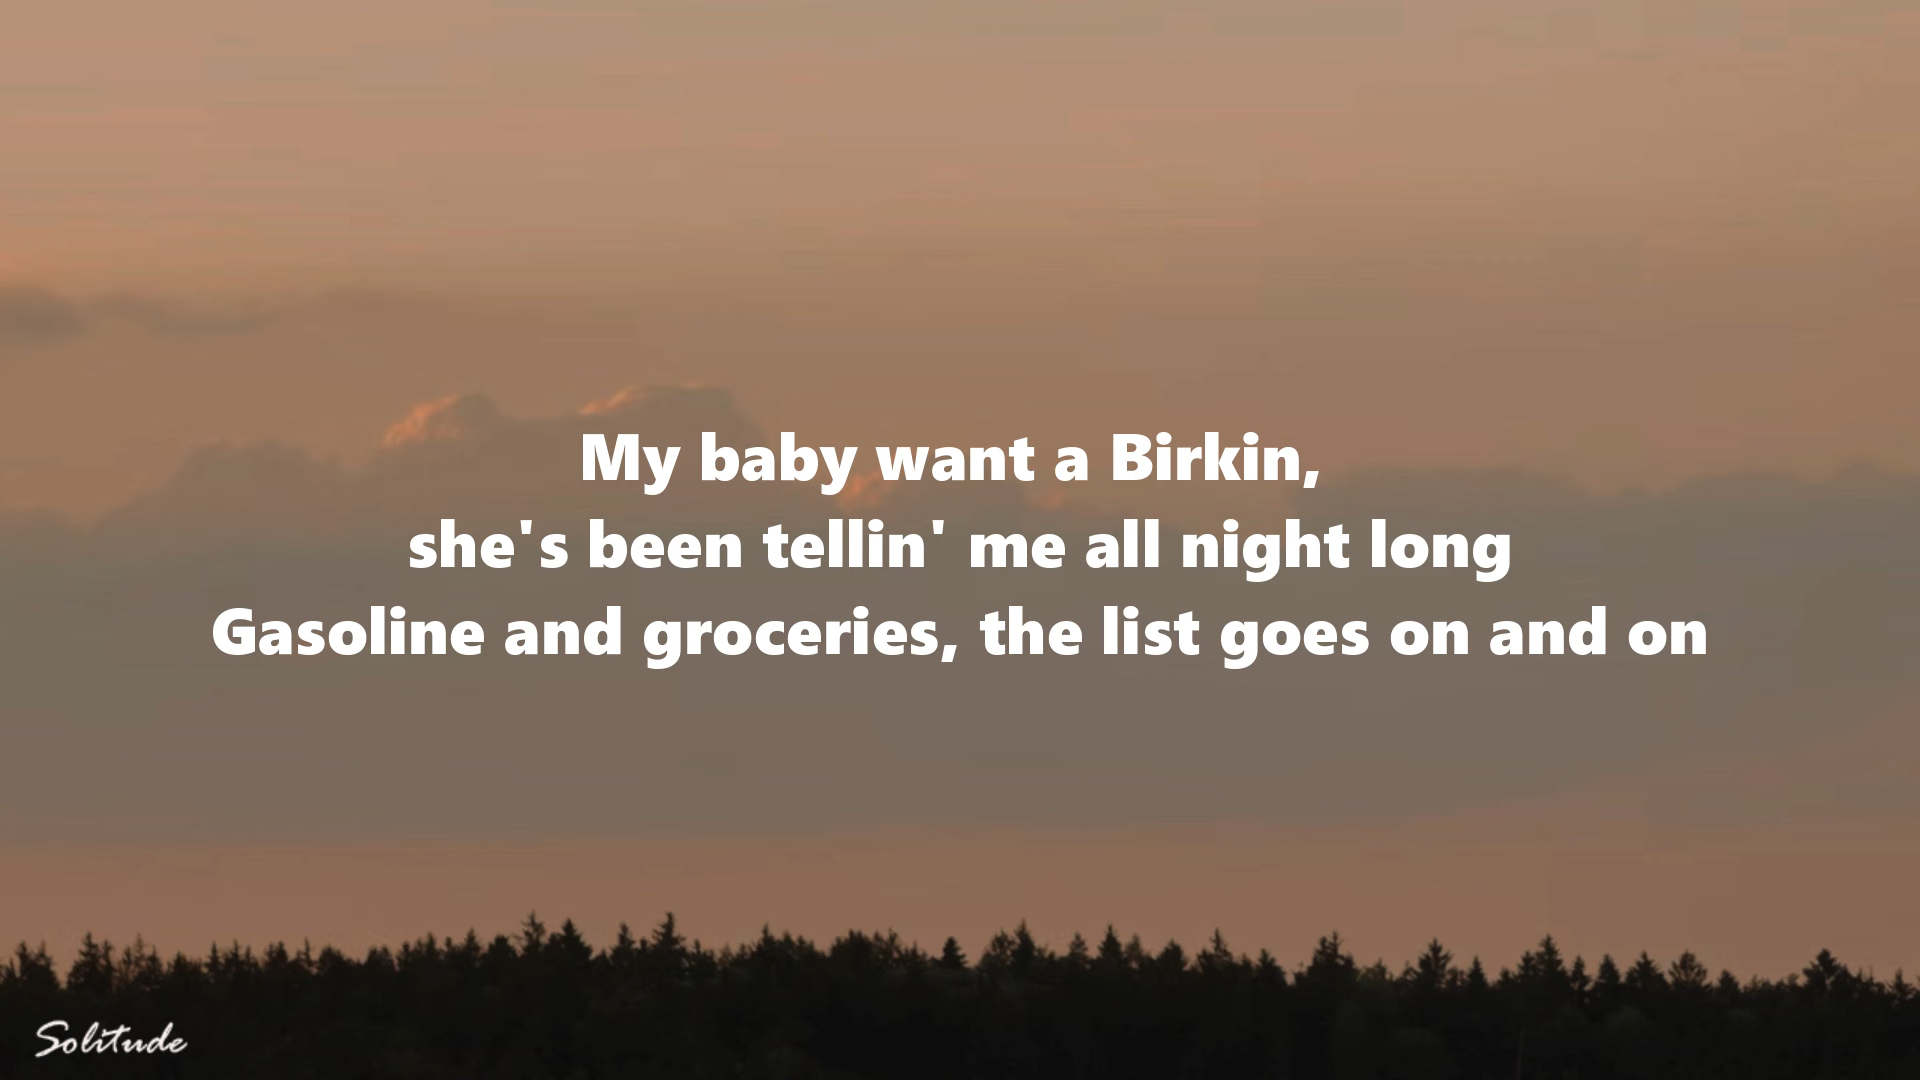 My baby want a Birkin,
she's been tellin' me all night long
Gasoline and groceries, the list goes on and on
Solitude